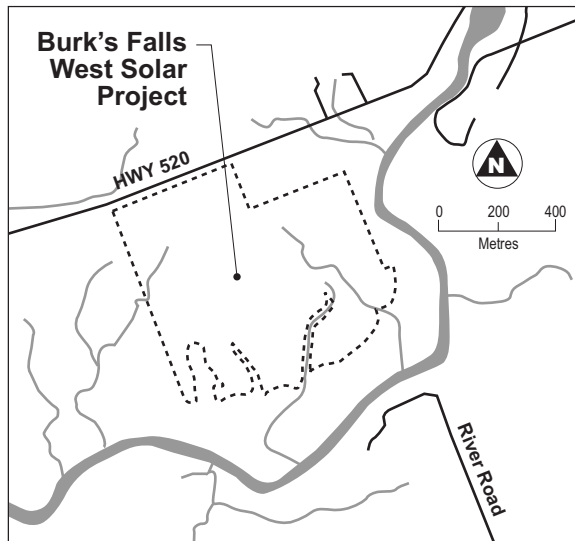 Burk's Falls
West Solar
Project
HWY 520
N
0 200 400
Metres
River Road